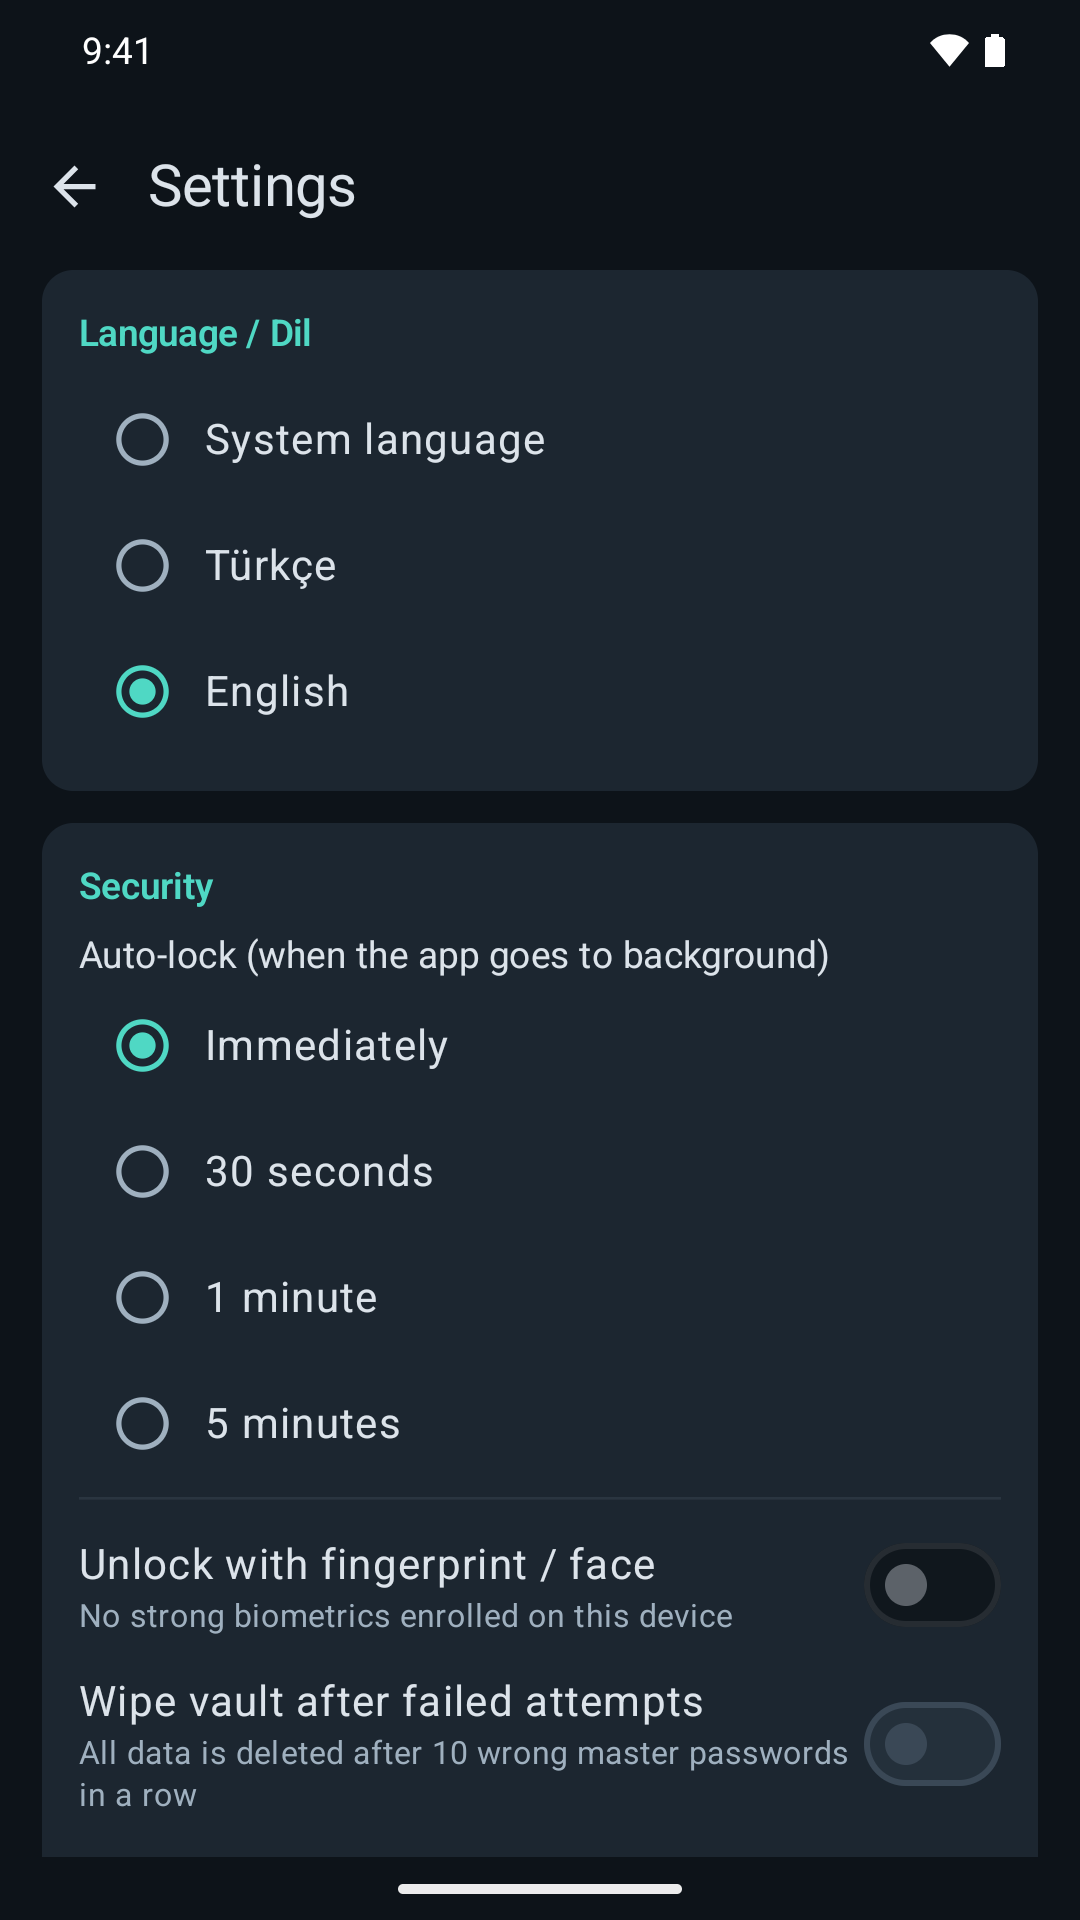 9:41
Settings
Language / Dil
System language
Türkçe
English
Security
Auto-lock (when the app goes to background)
Immediately
30 seconds
1 minute
5 minutes
Unlock with fingerprint / face
No strong biometrics enrolled on this device
Wipe vault after failed attempts
All data is deleted after 10 wrong master passwords
in a row